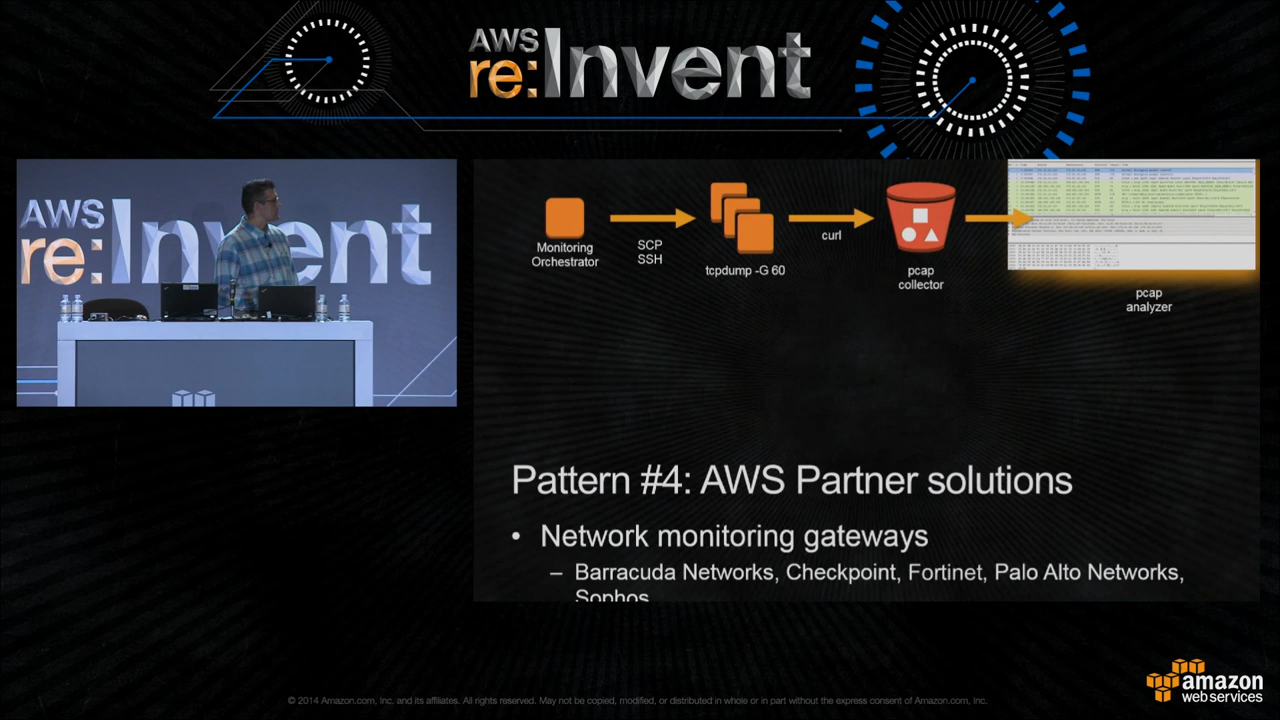 AWS
re:Invent
AWS
re:Invent
Monitoring
Orchestrator
SCP
SSH
tcpdump -G 60
curl
pcap
collector
pcap
analyzer
Pattern #4: AWS Partner solutions
• Network monitoring gateways
– Barracuda Networks, Checkpoint, Fortinet, Palo Alto Networks,
Sophos
© 2014 Amazon.com, Inc. and its affiliates. All rights reserved. May not be copied, modified, or distributed in whole or in part without the express consent of Amazon.com, Inc.
amazon
web services